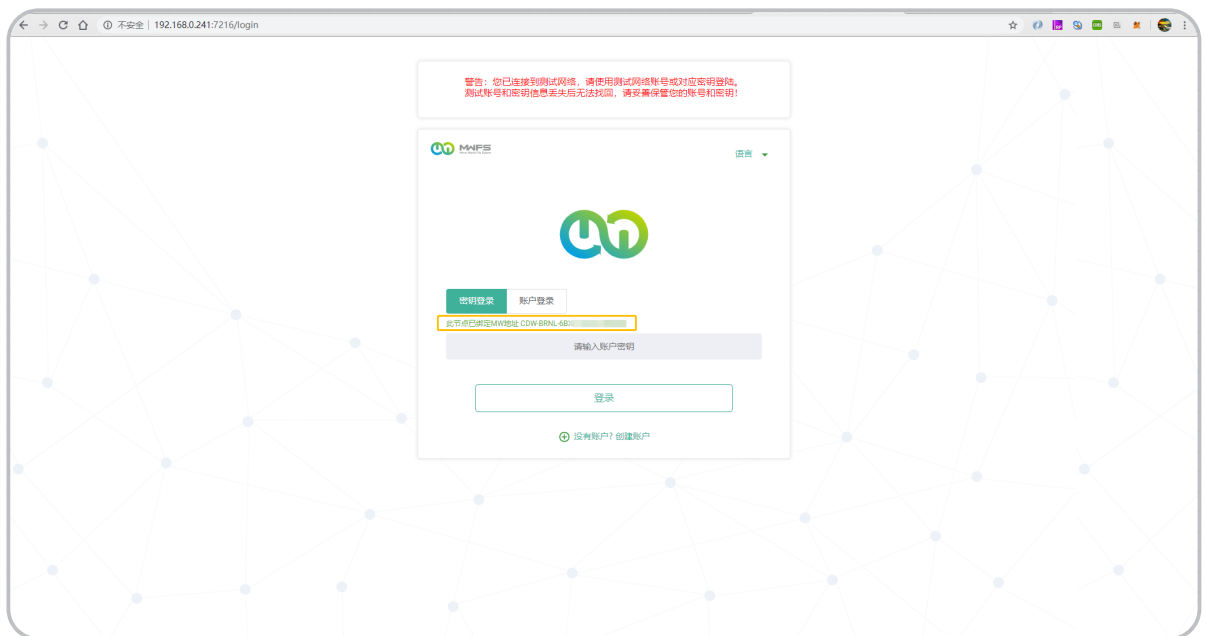 不安全 | 192.168.0.241:7216/login
警告：您已连接到测试网络，请使用测试网络账号或对应密钥登陆。
测试账号和密钥信息丢失后无法找回，请妥善保管您的账号和密钥！
MWFS
语言
密钥登录 账户登录
此节点已绑定MW地址 CDW-BRNL-6B
请输入账户密钥
登录
没有账户? 创建账户